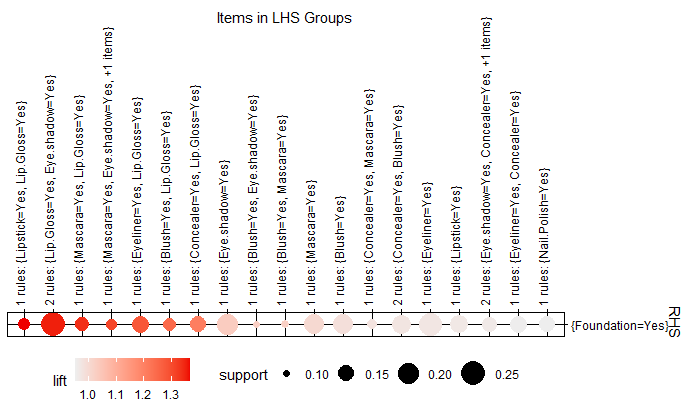 Items in LHS Groups
1 rules: {Lipstick=Yes, Lip.Gloss=Yes}
2 rules: {Lip.Gloss=Yes, Eye.shadow=Yes}
1 rules: {Mascara=Yes, Lip.Gloss=Yes}
1 rules: {Mascara=Yes, Eye.shadow=Yes, +1 items}
1 rules: {Eyeliner=Yes, Lip.Gloss=Yes}
1 rules: {Blush=Yes, Lip.Gloss=Yes}
1 rules: {Concealer=Yes, Lip.Gloss=Yes}
1 rules: {Eye.shadow=Yes}
1 rules: {Blush=Yes, Eye.shadow=Yes}
1 rules: {Blush=Yes, Mascara=Yes}
1 rules: {Mascara=Yes}
1 rules: {Blush=Yes}
1 rules: {Concealer=Yes, Mascara=Yes}
2 rules: {Concealer=Yes, Blush=Yes}
1 rules: {Eyeliner=Yes}
1 rules: {Lipstick=Yes}
2 rules: {Eye.shadow=Yes, Concealer=Yes, +1 items}
1 rules: {Eyeliner=Yes, Concealer=Yes}
1 rules: {Nail.Polish=Yes}
RHS
{Foundation=Yes}
lift
1.0 1.1 1.2 1.3
support
0.10 0.15 0.20 0.25